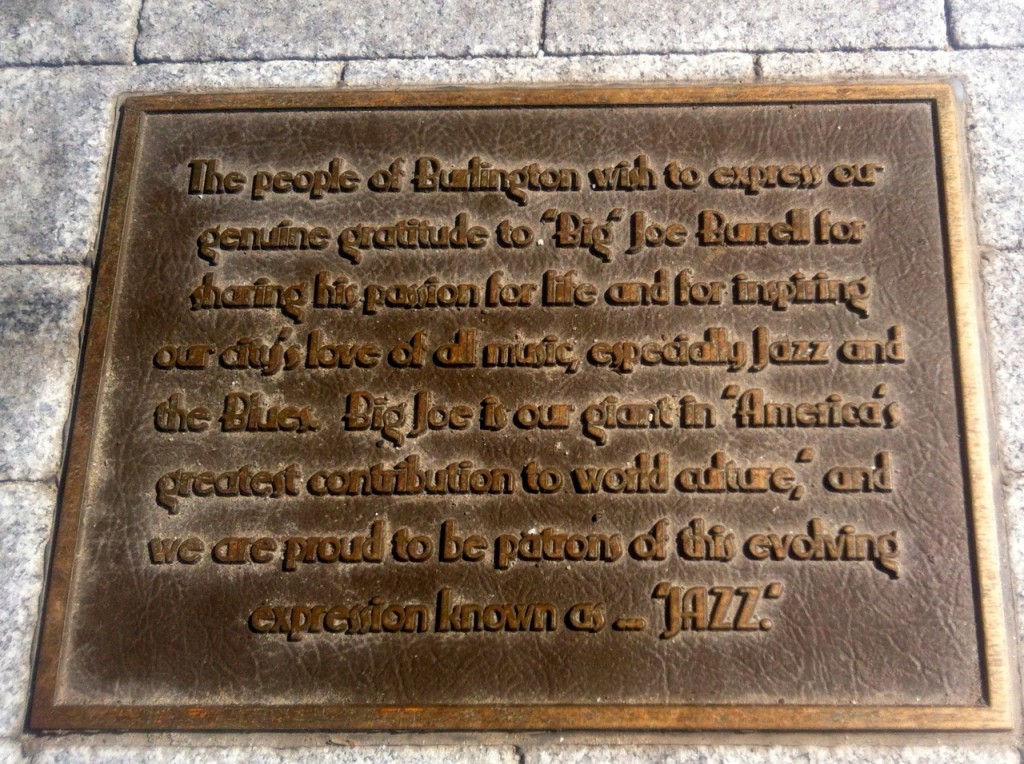 The people of Burlington wish to express our
genuine gratitude to "Big" Joe Burrell for
sharing his passion for life and for inspiring
our city's love of all music, especially Jazz and
the Blues. Big Joe is our giant in "America's
greatest contribution to world culture," and
we are proud to be patrons of this evolving
expression known as ... "JAZZ."